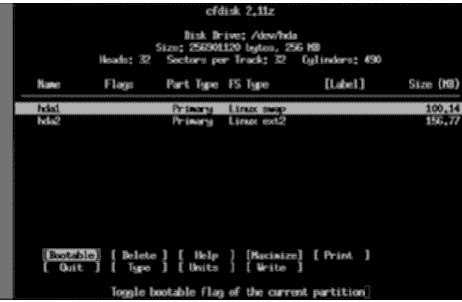 cfdisk 2.11z
Disk Drive: /dev/hda
Size: 256901120 bytes, 256 MB
Heads: 32 Sectors per Track: 32 Cylinders: 490
Name Flags Part Type FS Type [Label] Size (MB)
hda1 Primary Linux swap 100.14
hda2 Primary Linux ext2 156.77
[Bootable] [ Delete ] [ Help ] [Maximize] [ Print ]
[ Quit ] [ Type ] [ Units ] [ Write ]
Toggle bootable flag of the current partition